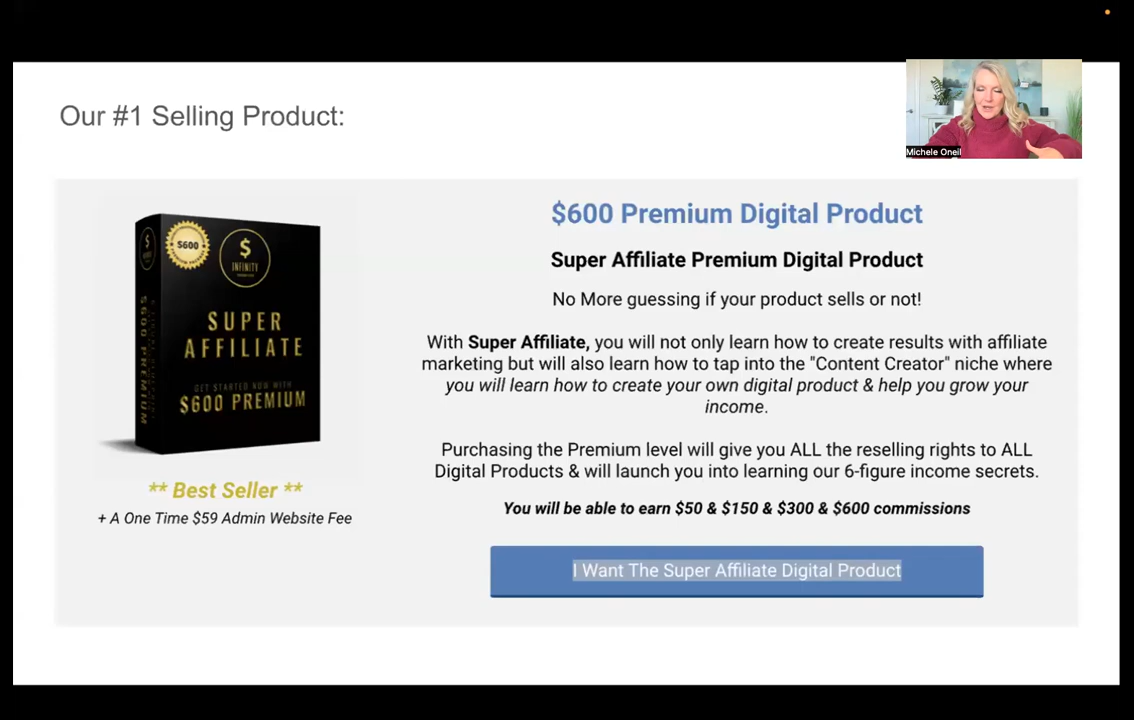 Our #1 Selling Product:
Michele Oneil
$600 Premium Digital Product
Super Affiliate Premium Digital Product
No More guessing if your product sells or not!
With Super Affiliate, you will not only learn how to create results with affiliate
marketing but will also learn how to tap into the "Content Creator" niche where
you will learn how to create your own digital product & help you grow your
income.
Purchasing the Premium level will give you ALL the reselling rights to ALL
Digital Products & will launch you into learning our 6-figure income secrets.
You will be able to earn $50 & $150 & $300 & $600 commissions
I Want The Super Affiliate Digital Product
$600
$
INFINITY
SUPER
AFFILIATE
GET STARTED NOW WITH
$600 PREMIUM
$600 PREMIUM
** Best Seller **
+ A One Time $59 Admin Website Fee